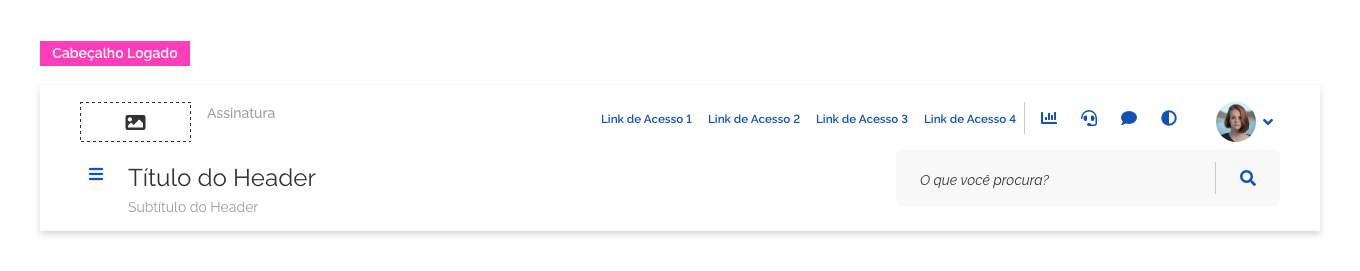 Cabeçalho Logado
Assinatura
Link de Acesso 1 Link de Acesso 2 Link de Acesso 3 Link de Acesso 4
Título do Header
Subtítulo do Header
O que você procura?